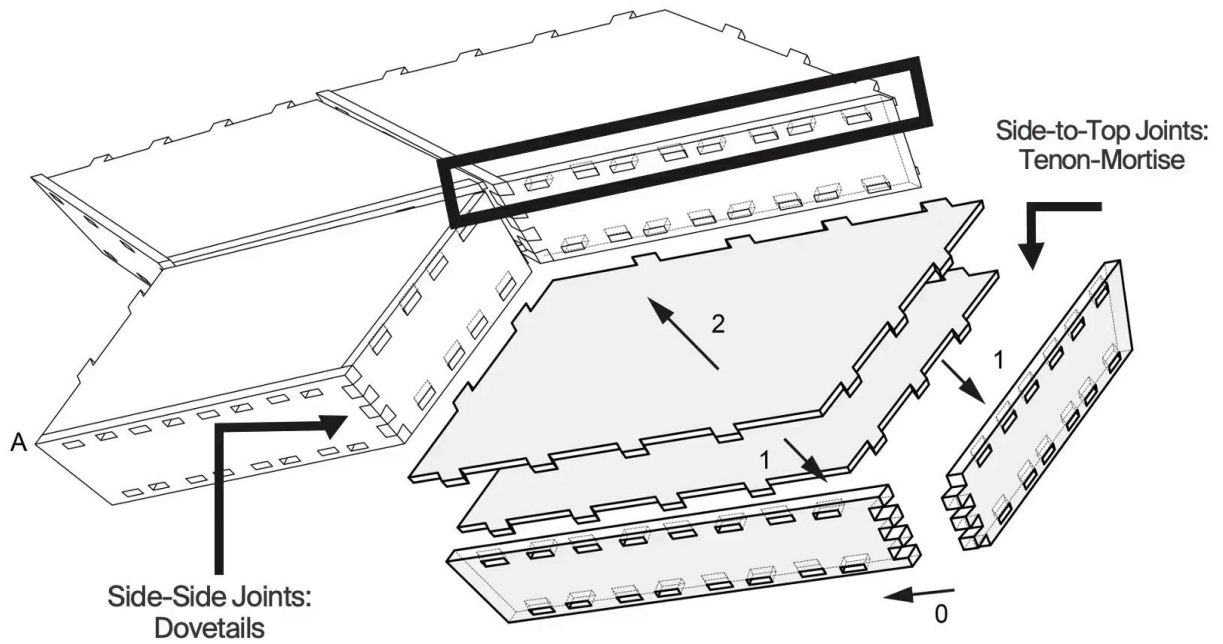 Side-to-Top Joints:
Tenon-Mortise
2
1
A
1
Side-Side Joints:
Dovetails
0